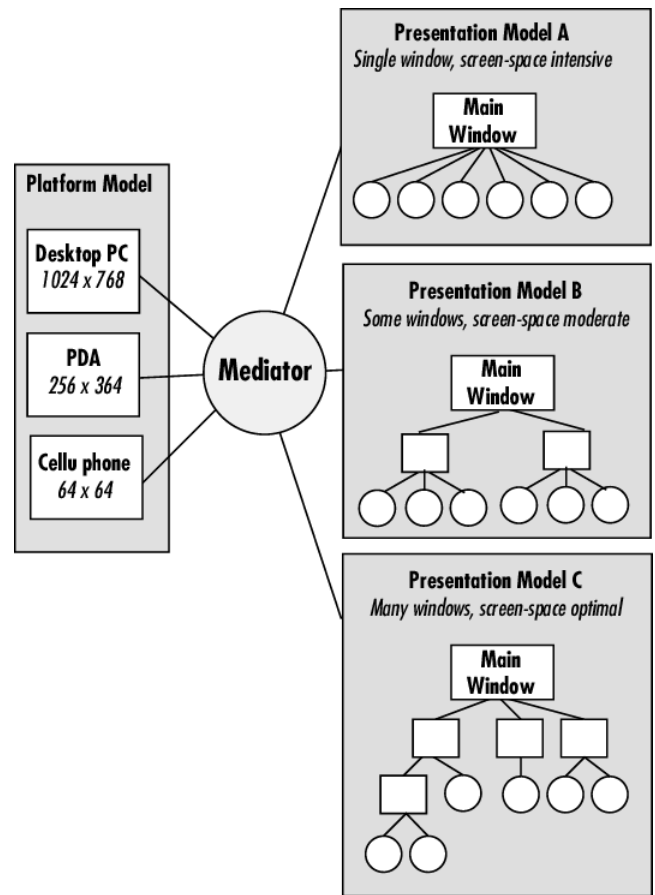 Platform Model
Desktop PC
1024 x 768
PDA
256 x 364
Cellu phone
64 x 64
Mediator
Presentation Model A
Single window, screen-space intensive
Main
Window
Presentation Model B
Some windows, screen-space moderate
Main
Window
Presentation Model C
Many windows, screen-space optimal
Main
Window